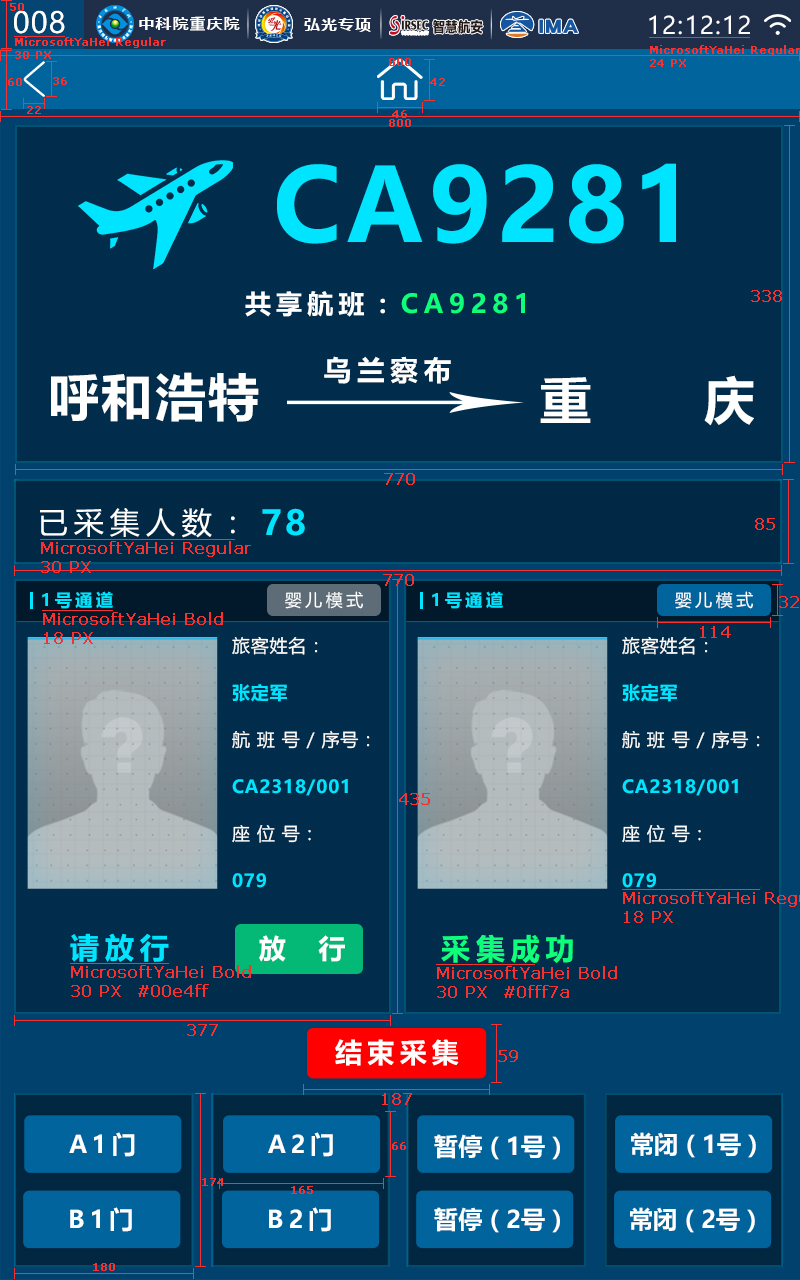 50
008 中科院重庆院 弘光专项 SiRSEC 智慧航安 IMA 12:12:12
MicrosoftYaHei Regular
30 PX
MicrosoftYaHei Regular
24 PX
800
60 36 42
22 46
800
CA9281
共享航班：CA9281
338
乌兰察布
呼和浩特 重 庆
770
已采集人数：78
85
MicrosoftYaHei Regular
30 PX
770
1号通道 婴儿模式
MicrosoftYaHei Bold
18 PX
旅客姓名：
张定军
航 班 号 / 序号：
CA2318/001
座 位 号：
079
请放行 放 行
MicrosoftYaHei Bold
30 PX #00e4ff
377
435
1号通道 婴儿模式
32
114
旅客姓名：
张定军
航 班 号 / 序号：
CA2318/001
座 位 号：
079
MicrosoftYaHei Reg
18 PX
采集成功
MicrosoftYaHei Bold
30 PX #0fff7a
结束采集
59
187
A1门 A2门 暂停（1号） 常闭（1号）
66
174
165
B1门 B2门 暂停（2号） 常闭（2号）
180